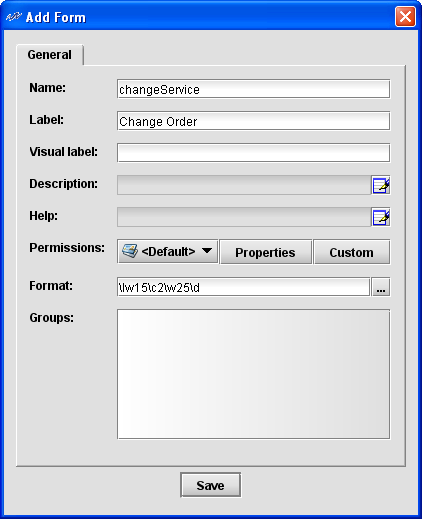 Add Form
General
Name: changeService
Label: Change Order
Visual label:
Description:
Help:
Permissions: <Default> Properties Custom
Format: \lw15\c2\w25\d ...
Groups:
Save